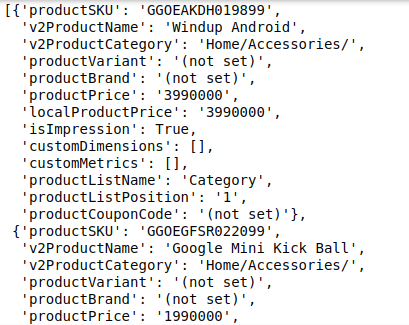 [{'productSKU': 'GGOEAKDH019899',
'v2ProductName': 'Windup Android',
'v2ProductCategory': 'Home/Accessories/',
'productVariant': '(not set)',
'productBrand': '(not set)',
'productPrice': '3990000',
'localProductPrice': '3990000',
'isImpression': True,
'customDimensions': [],
'customMetrics': [],
'productListName': 'Category',
'productListPosition': '1',
'productCouponCode': '(not set)'},
{'productSKU': 'GGOEGFSR022099',
'v2ProductName': 'Google Mini Kick Ball',
'v2ProductCategory': 'Home/Accessories/',
'productVariant': '(not set)',
'productBrand': '(not set)',
'productPrice': '1990000',